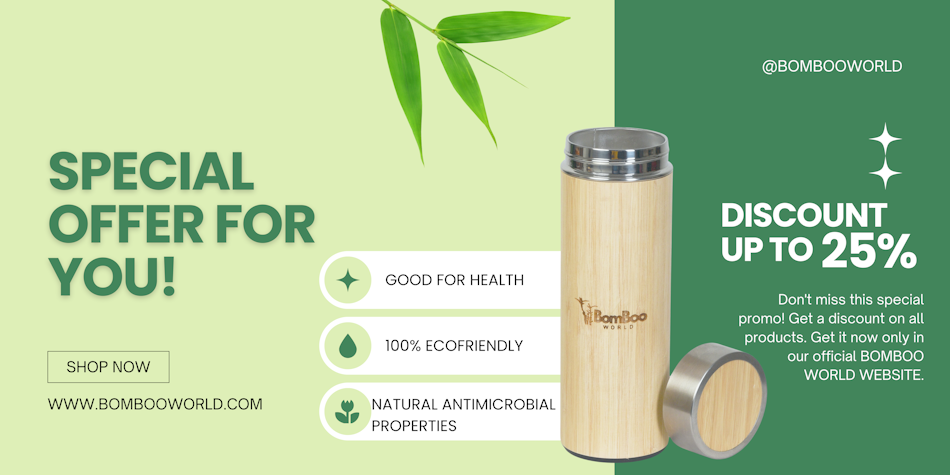 @BOMBOOWORLD
SPECIAL
OFFER FOR
YOU!
SHOP NOW
WWW.BOMBOOWORLD.COM
GOOD FOR HEALTH
100% ECOFRIENDLY
NATURAL ANTIMICROBIAL
PROPERTIES
BomBoo
WORLD
DISCOUNT
UP TO 25%
Don't miss this special
promo! Get a discount on all
products. Get it now only in
our official BOMBOO
WORLD WEBSITE.